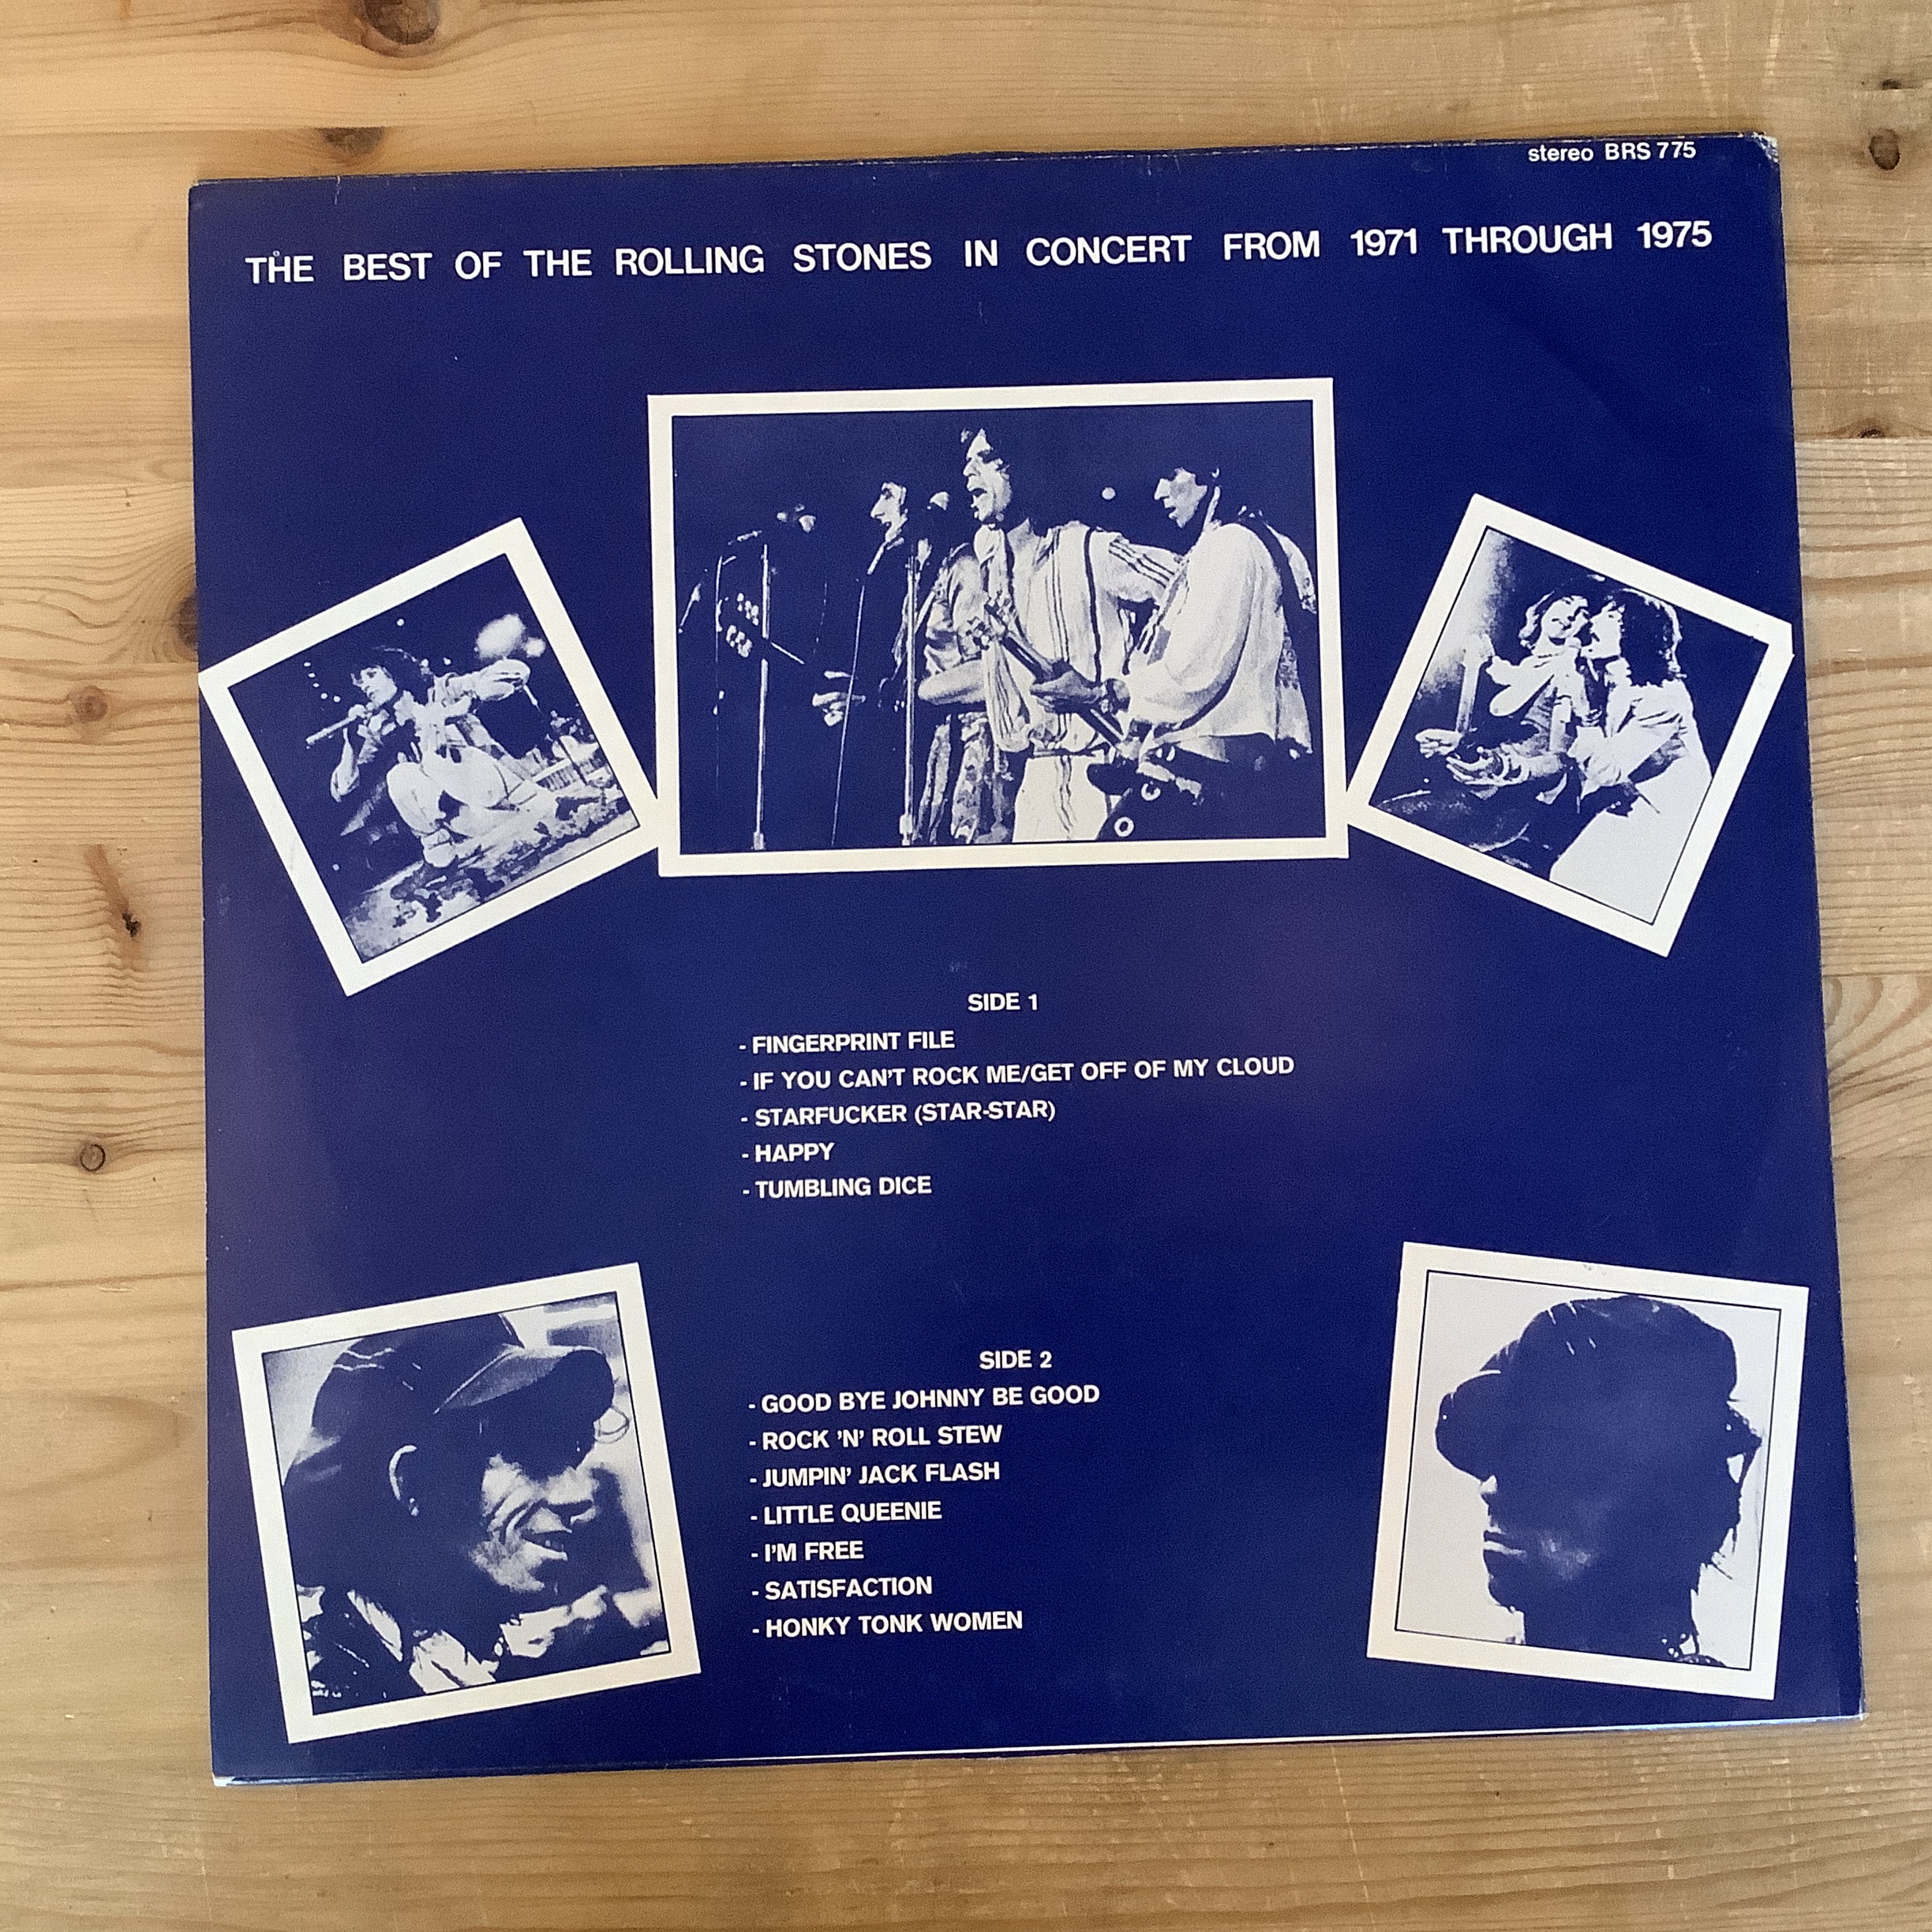 stereo BRS 775
THE BEST OF THE ROLLING STONES IN CONCERT FROM 1971 THROUGH 1975
SIDE 1
- FINGERPRINT FILE
- IF YOU CAN'T ROCK ME/GET OFF OF MY CLOUD
- STARFUCKER (STAR-STAR)
- HAPPY
- TUMBLING DICE
SIDE 2
- GOOD BYE JOHNNY BE GOOD
- ROCK 'N' ROLL STEW
- JUMPIN' JACK FLASH
- LITTLE QUEENIE
- I'M FREE
- SATISFACTION
- HONKY TONK WOMEN